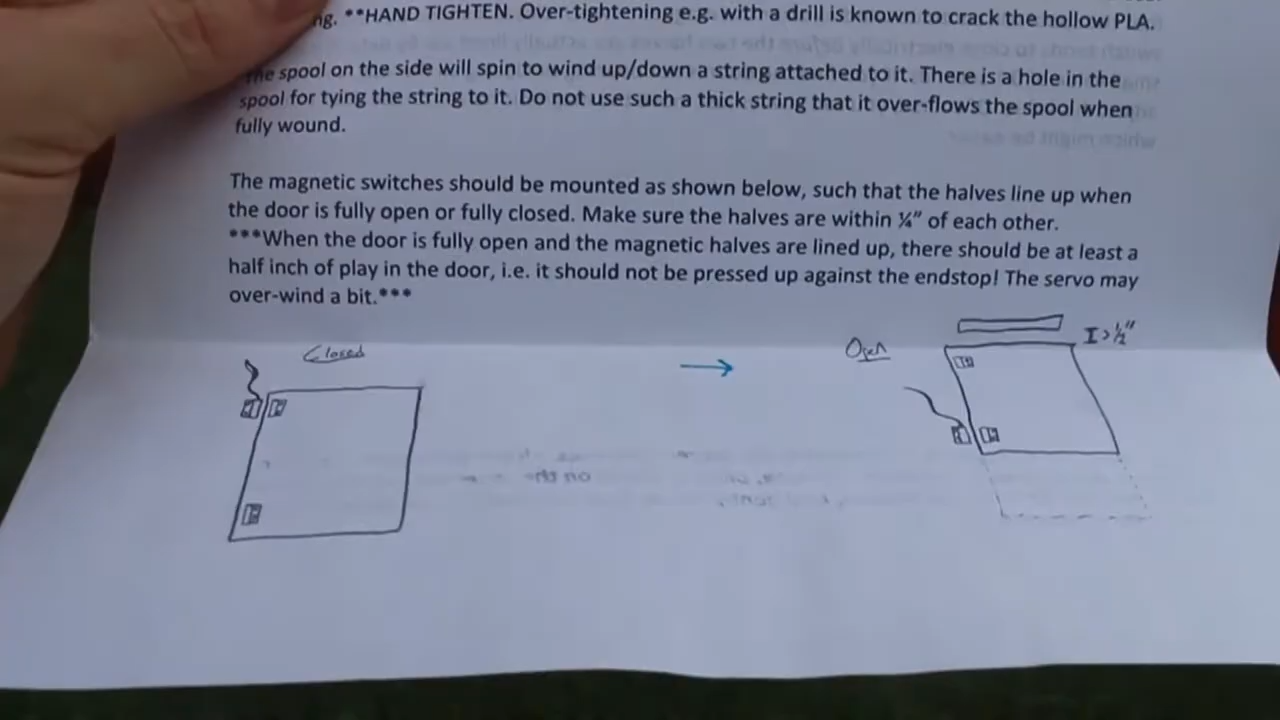 ng. **HAND TIGHTEN. Over-tightening e.g. with a drill is known to crack the hollow PLA.
The spool on the side will spin to wind up/down a string attached to it. There is a hole in the
spool for tying the string to it. Do not use such a thick string that it over-flows the spool when
fully wound.
The magnetic switches should be mounted as shown below, such that the halves line up when
the door is fully open or fully closed. Make sure the halves are within ¼” of each other.
***When the door is fully open and the magnetic halves are lined up, there should be at least a
half inch of play in the door, i.e. it should not be pressed up against the endstop! The servo may
over-wind a bit.***
Closed
Open
>½"